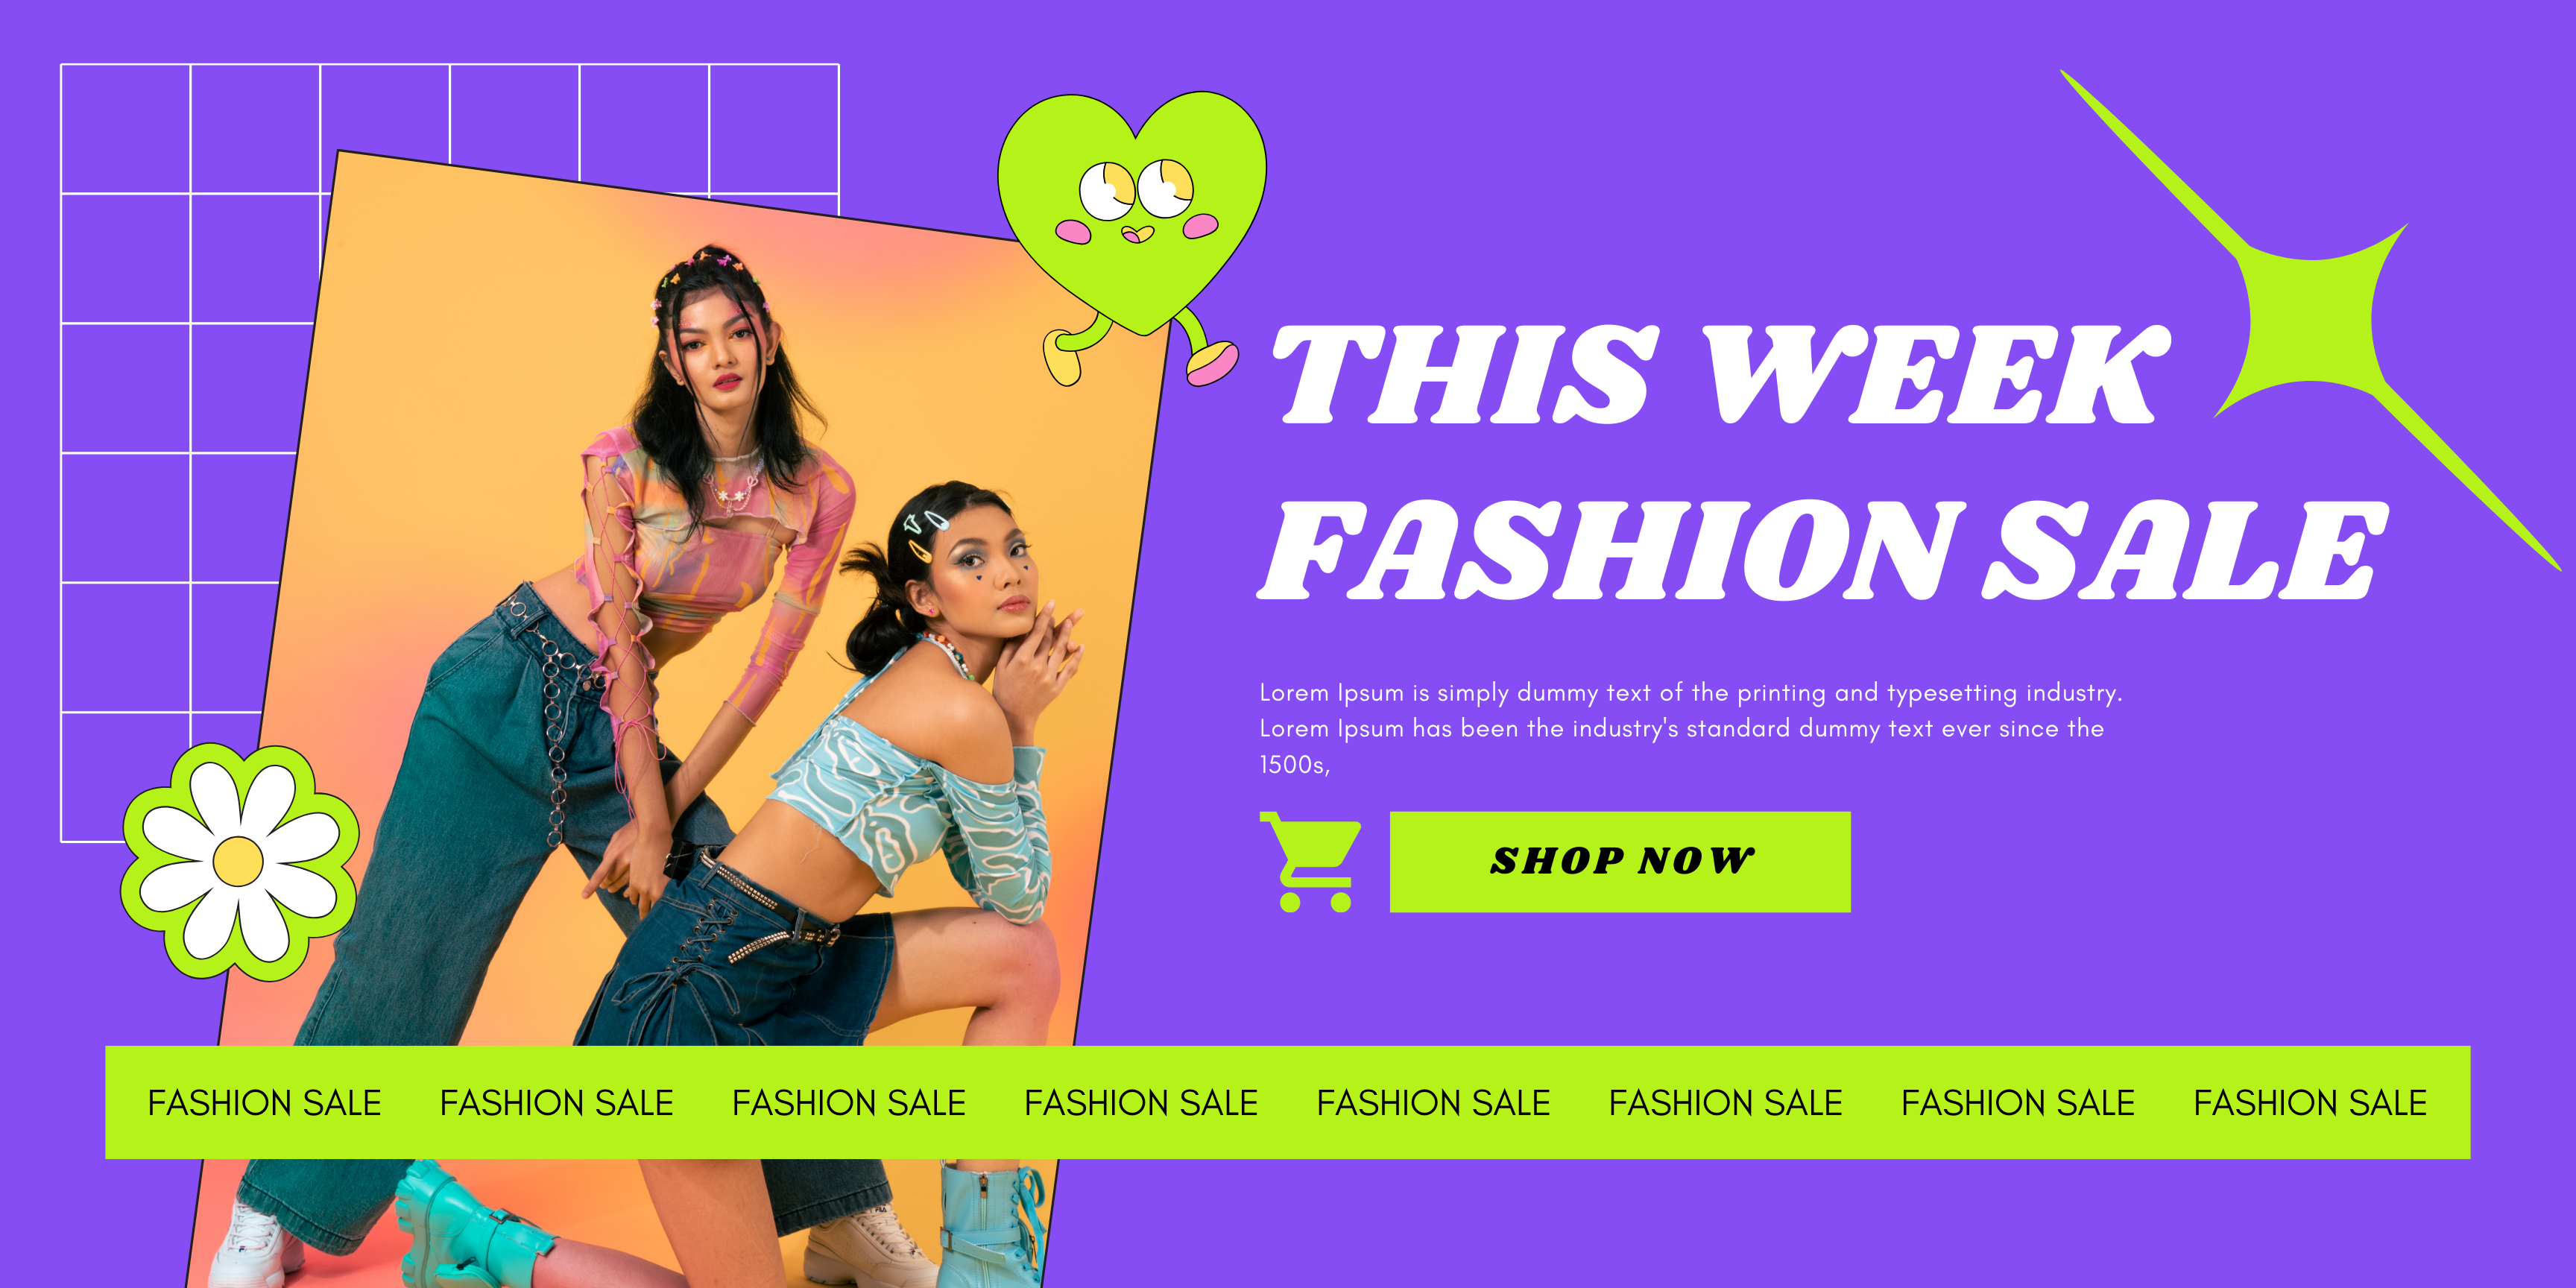 THIS WEEK
FASHION SALE
Lorem Ipsum is simply dummy text of the printing and typesetting industry.
Lorem Ipsum has been the industry's standard dummy text ever since the
1500s,
SHOP NOW
FASHION SALE FASHION SALE FASHION SALE FASHION SALE FASHION SALE FASHION SALE FASHION SALE FASHION SALE